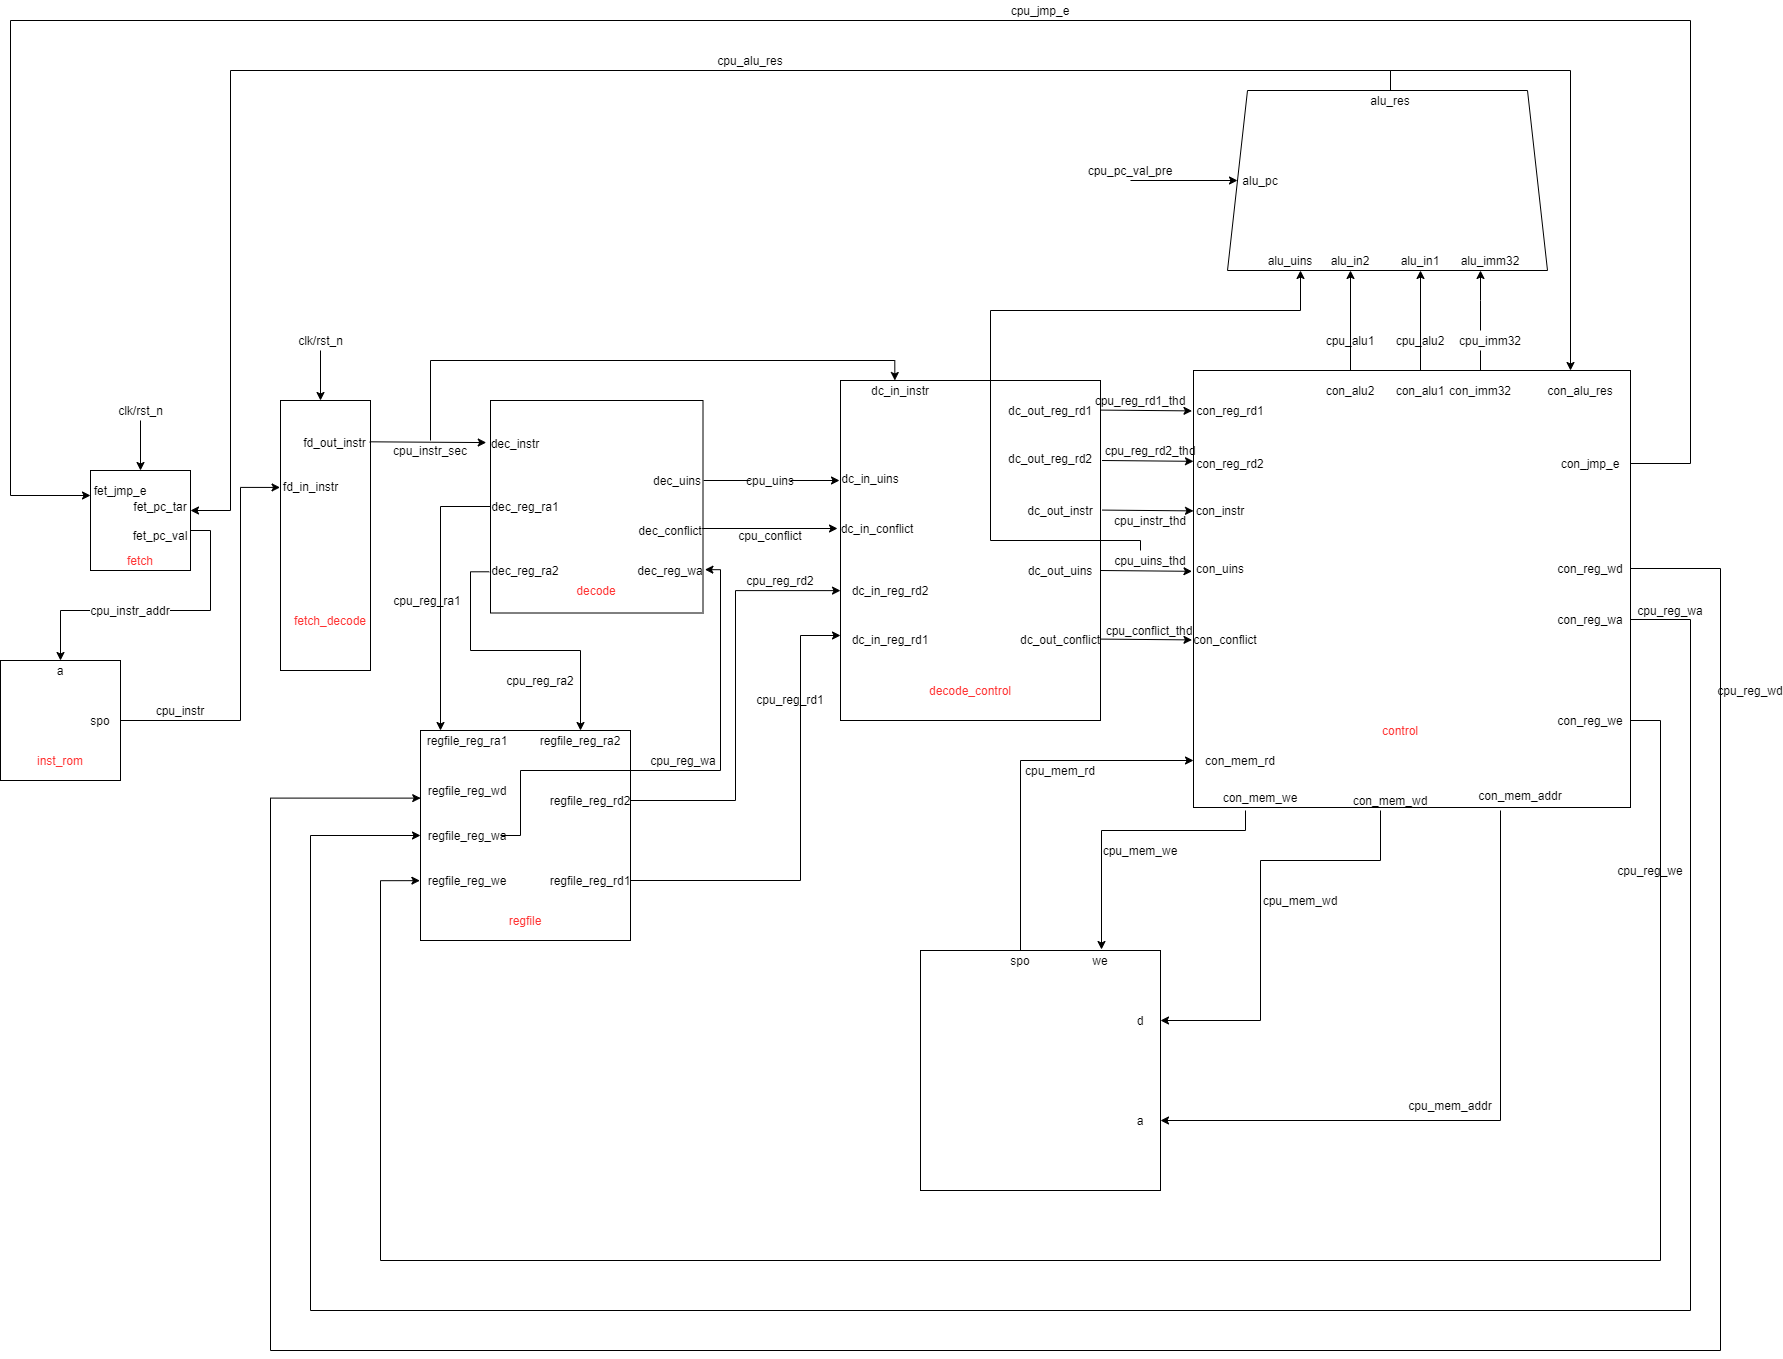 cpu_jmp_e
cpu_alu_res
alu_res
cpu_pc_val_pre
alu_pc
alu_uins
alu_in2
alu_in1
alu_imm32
cpu_alu1
cpu_alu2
cpu_imm32
clk/rst_n
clk/rst_n
fet_jmp_e
fet_pc_tar
fet_pc_val
fetch
cpu_instr_addr
a
spo
inst_rom
cpu_instr
fd_out_instr
fd_in_instr
fetch_decode
cpu_instr_sec
dec_instr
dec_uins
dec_reg_ra1
dec_conflict
dec_reg_ra2
dec_reg_wa
decode
cpu_uins
cpu_conflict
cpu_reg_rd2
cpu_reg_ra1
cpu_reg_ra2
cpu_reg_rd1
cpu_reg_wa
regfile_reg_ra1
regfile_reg_ra2
regfile_reg_wd
regfile_reg_rd2
regfile_reg_wa
regfile_reg_we
regfile_reg_rd1
regfile
dc_in_instr
dc_out_reg_rd1
dc_out_reg_rd2
dc_in_uins
dc_out_instr
dc_in_conflict
dc_out_uins
dc_in_reg_rd2
dc_in_reg_rd1
dc_out_conflict
decode_control
cpu_reg_rd1_thd
cpu_reg_rd2_thd
cpu_instr_thd
cpu_uins_thd
cpu_conflict_thd
con_alu2
con_alu1
con_imm32
con_alu_res
con_reg_rd1
con_reg_rd2
con_jmp_e
con_instr
con_uins
con_reg_wd
con_reg_wa
con_conflict
con_reg_we
control
con_mem_rd
con_mem_we
con_mem_wd
con_mem_addr
cpu_reg_wa
cpu_reg_wd
cpu_reg_we
cpu_mem_rd
cpu_mem_we
cpu_mem_wd
cpu_mem_addr
spo
we
d
a